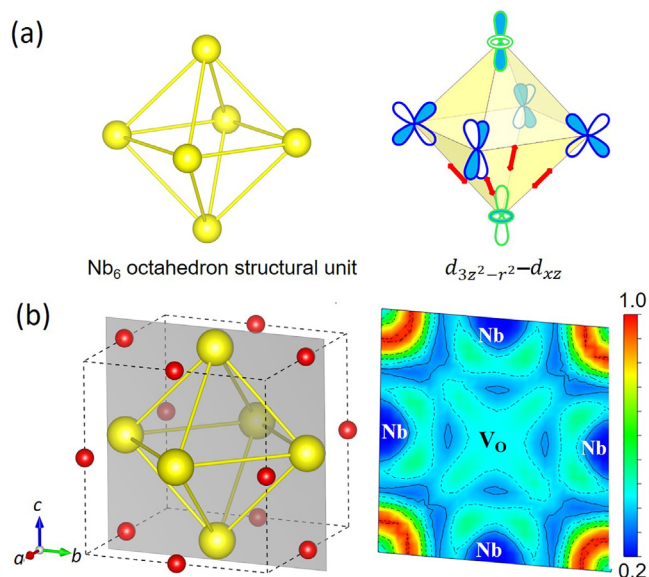 (a)
Nb₆ octahedron structural unit
d₃z²₋r²–dₓz
(b)
c
a
b
Nb
Nb
Nb
Nb
Vₒ
1.0
0.2